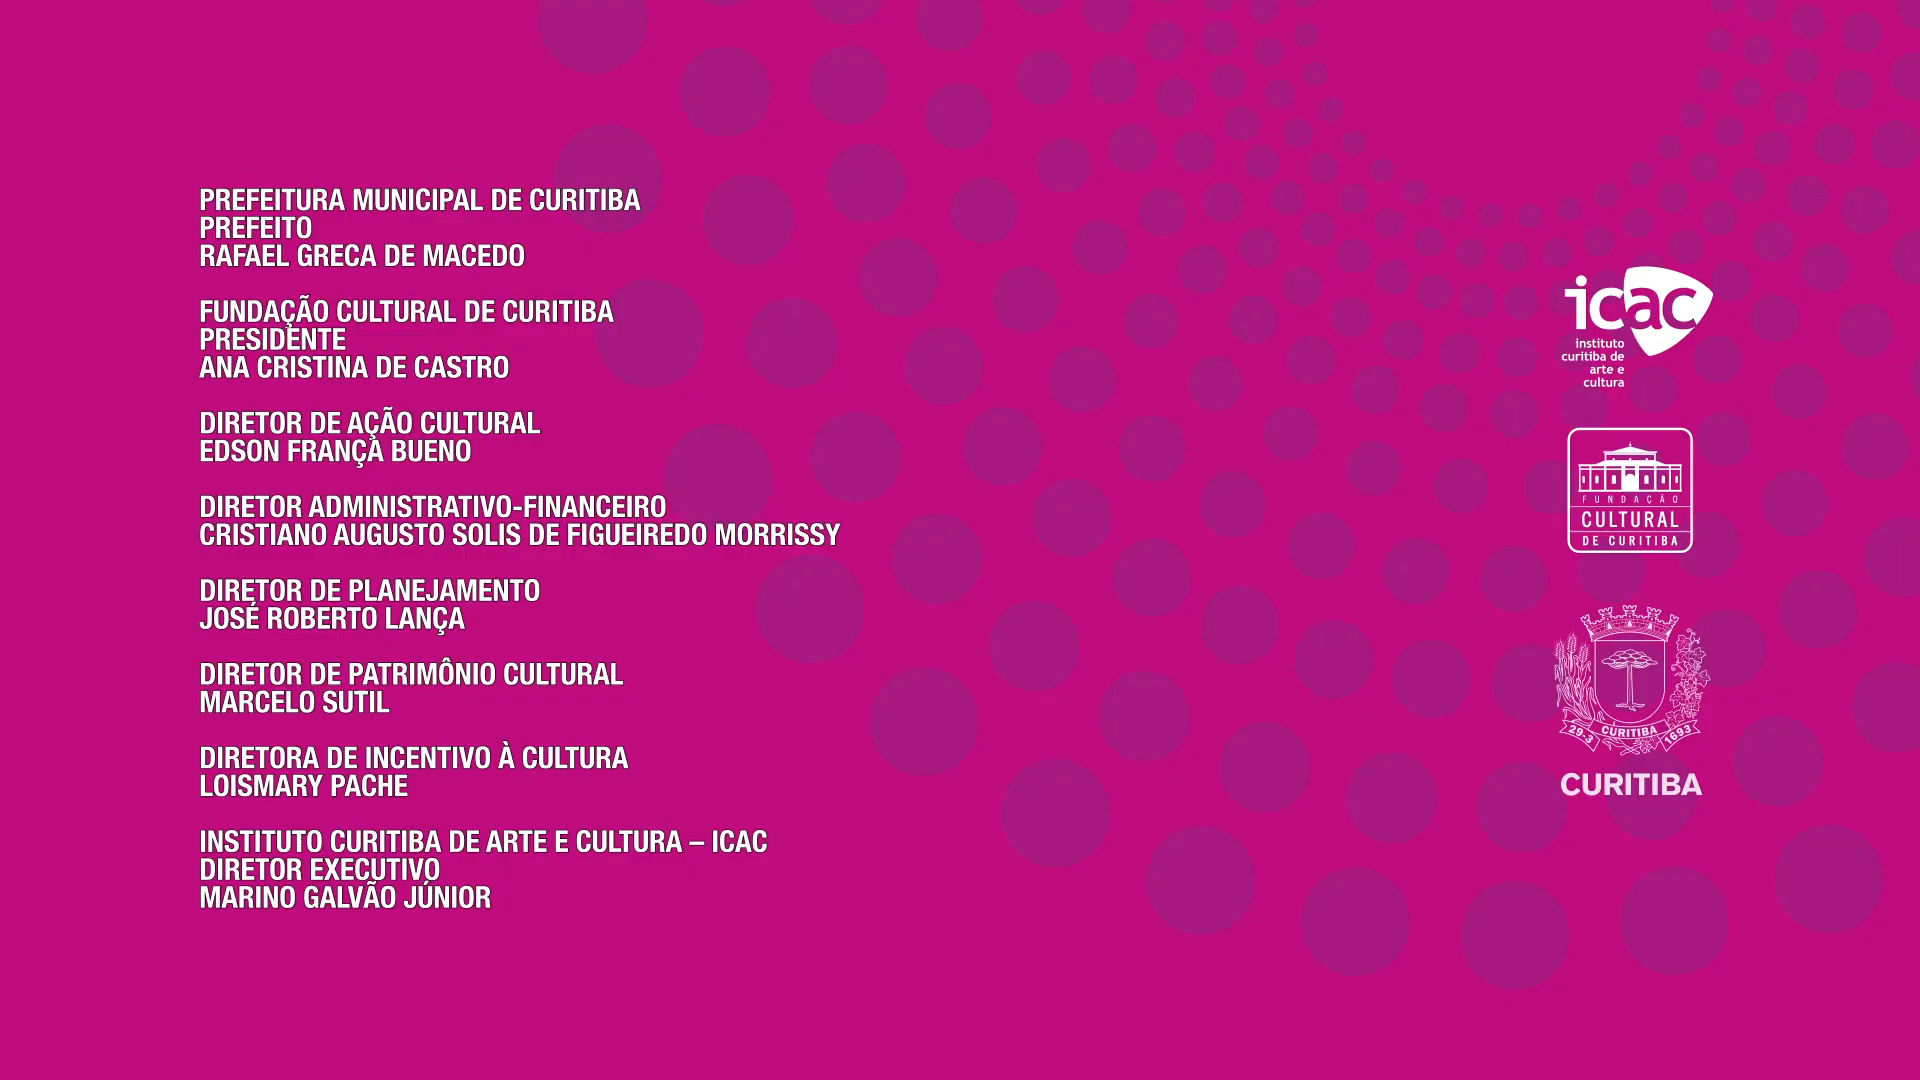 PREFEITURA MUNICIPAL DE CURITIBA
PREFEITO
RAFAEL GRECA DE MACEDO
FUNDAÇÃO CULTURAL DE CURITIBA
PRESIDENTE
ANA CRISTINA DE CASTRO
DIRETOR DE AÇÃO CULTURAL
EDSON FRANÇA BUENO
DIRETOR ADMINISTRATIVO-FINANCEIRO
CRISTIANO AUGUSTO SOLIS DE FIGUEIREDO MORRISSY
DIRETOR DE PLANEJAMENTO
JOSÉ ROBERTO LANÇA
DIRETOR DE PATRIMÔNIO CULTURAL
MARCELO SUTIL
DIRETORA DE INCENTIVO À CULTURA
LOISMARY PACHE
INSTITUTO CURITIBA DE ARTE E CULTURA – ICAC
DIRETOR EXECUTIVO
MARINO GALVÃO JÚNIOR
icac
instituto
curitiba de
arte e
cultura
FUNDAÇÃO
CULTURAL
DE CURITIBA
29-3 CURITIBA 1693
CURITIBA